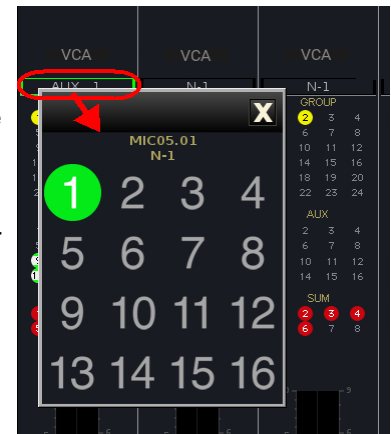 VCA VCA VCA
AUX 1 N-1 N-1
X
MIC05.01
N-1
1 2 3 4
5 6 7 8
9 10 11 12
13 14 15 16
GROUP
2 3 4
6 7 8
10 11 12
14 15 16
18 19 20
22 23 24
AUX
2 3 4
6 7 8
10 11 12
14 15 16
SUM
2 3 4
6 7 8